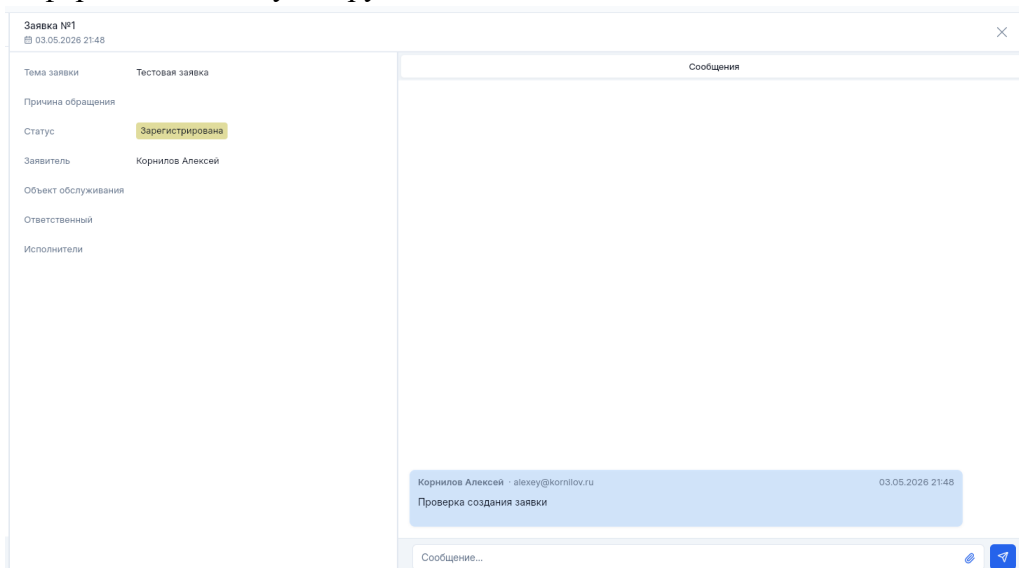 Заявка №1
03.05.2026 21:48
Тема заявки Тестовая заявка
Причина обращения
Статус Зарегистрирована
Заявитель Корнилов Алексей
Объект обслуживания
Ответственный
Исполнители
Сообщения
Корнилов Алексей · alexey@kornilov.ru 03.05.2026 21:48
Проверка создания заявки
Сообщение...